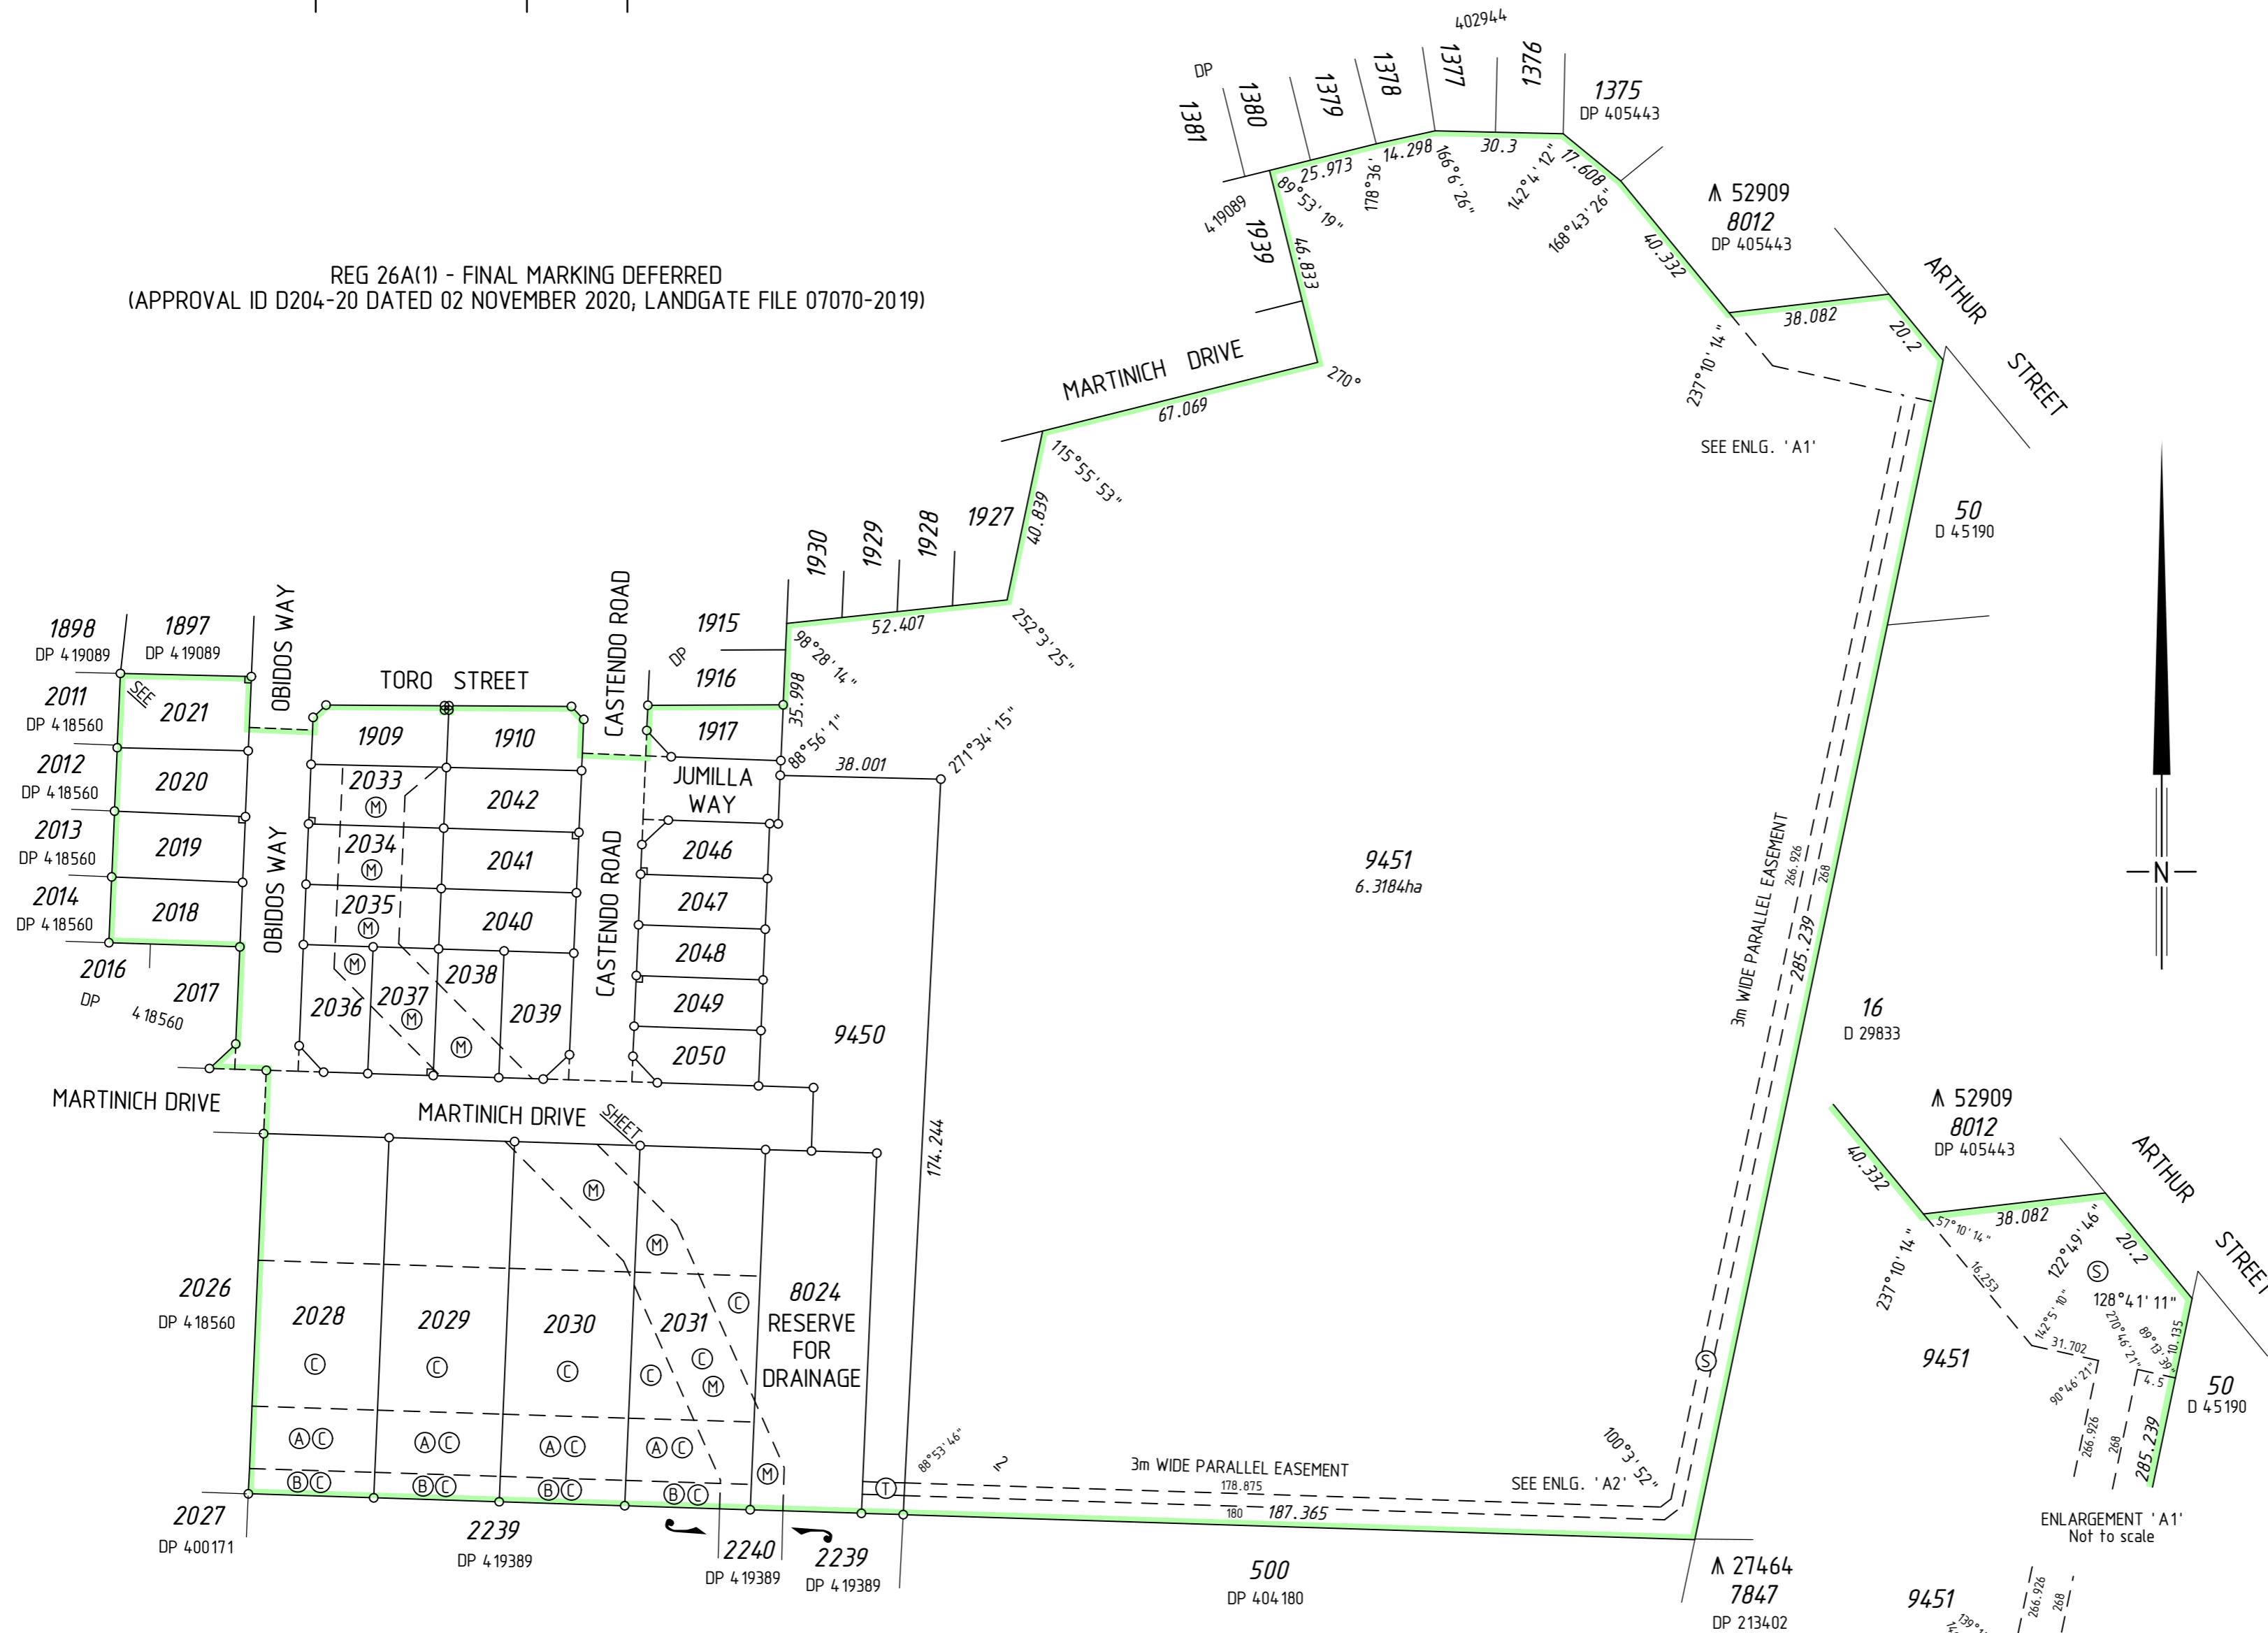 402944
DP
1381
1380
1379
1378
1377
1376
1375
DP 405443
25.973
14.298
30.3
17.608
89°53'19"
178°36'
166°6'26"
142°4'12"
168°43'26"
419089
1939
46.833
40.332
⩚ 52909
8012
DP 405443
ARTHUR STREET
38.082
20.2
237°10'14"
SEE ENLG. 'A1'
REG 26A(1) - FINAL MARKING DEFERRED
(APPROVAL ID D204-20 DATED 02 NOVEMBER 2020; LANDGATE FILE 07070-2019)
MARTINICH DRIVE
67.069
270°
115°55'53"
40.839
50
D 45190
1930
1929
1928
1927
52.407
252°3'25"
98°28'14"
35.998
88°56'1"
271°34'15"
38.001
1898
DP 419089
1897
DP 419089
OBIDOS WAY
TORO STREET
CASTENDO ROAD
1915
DP
1916
1917
SEE
2011
DP 418560
2021
1909
1910
JUMILLA
WAY
2012
DP 418560
2020
2033
M
2042
2013
DP 418560
2019
2034
M
2041
2046
2014
DP 418560
2018
OBIDOS WAY
2035
M
2040
CASTENDO ROAD
2047
2048
2016
DP
2017
418560
M
2036
2037
M
2038
M
2039
2049
2050
9450
174.244
9451
6.3184ha
3m WIDE PARALLEL EASEMENT
266.926
268
285.239
16
D 29833
MARTINICH DRIVE
MARTINICH DRIVE
SHEET
M
M
2026
DP 418560
2028
C
2029
C
2030
C
2031
C
C
C
M
8024
RESERVE
FOR
DRAINAGE
A C
A C
A C
A C
B C
B C
B C
B C
M
T
S
88°53'46"
2
3m WIDE PARALLEL EASEMENT
178.875
180
187.365
SEE ENLG. 'A2'
100°3'52"
2027
DP 400171
2239
DP 419389
2240
DP 419389
2239
DP 419389
500
DP 404180
⩚ 27464
7847
DP 213402
⩚ 52909
8012
DP 405443
ARTHUR STREET
40.332
38.082
57°10'14"
122°49'46"
20.2
S
128°41'11"
237°10'14"
16.253
142°5'10"
270°46'21"
89°13'39"
10.135
31.702
90°46'21"
4.5
9451
50
D 45190
266.926
268
285.239
ENLARGEMENT 'A1'
Not to scale
9451
266.926
268